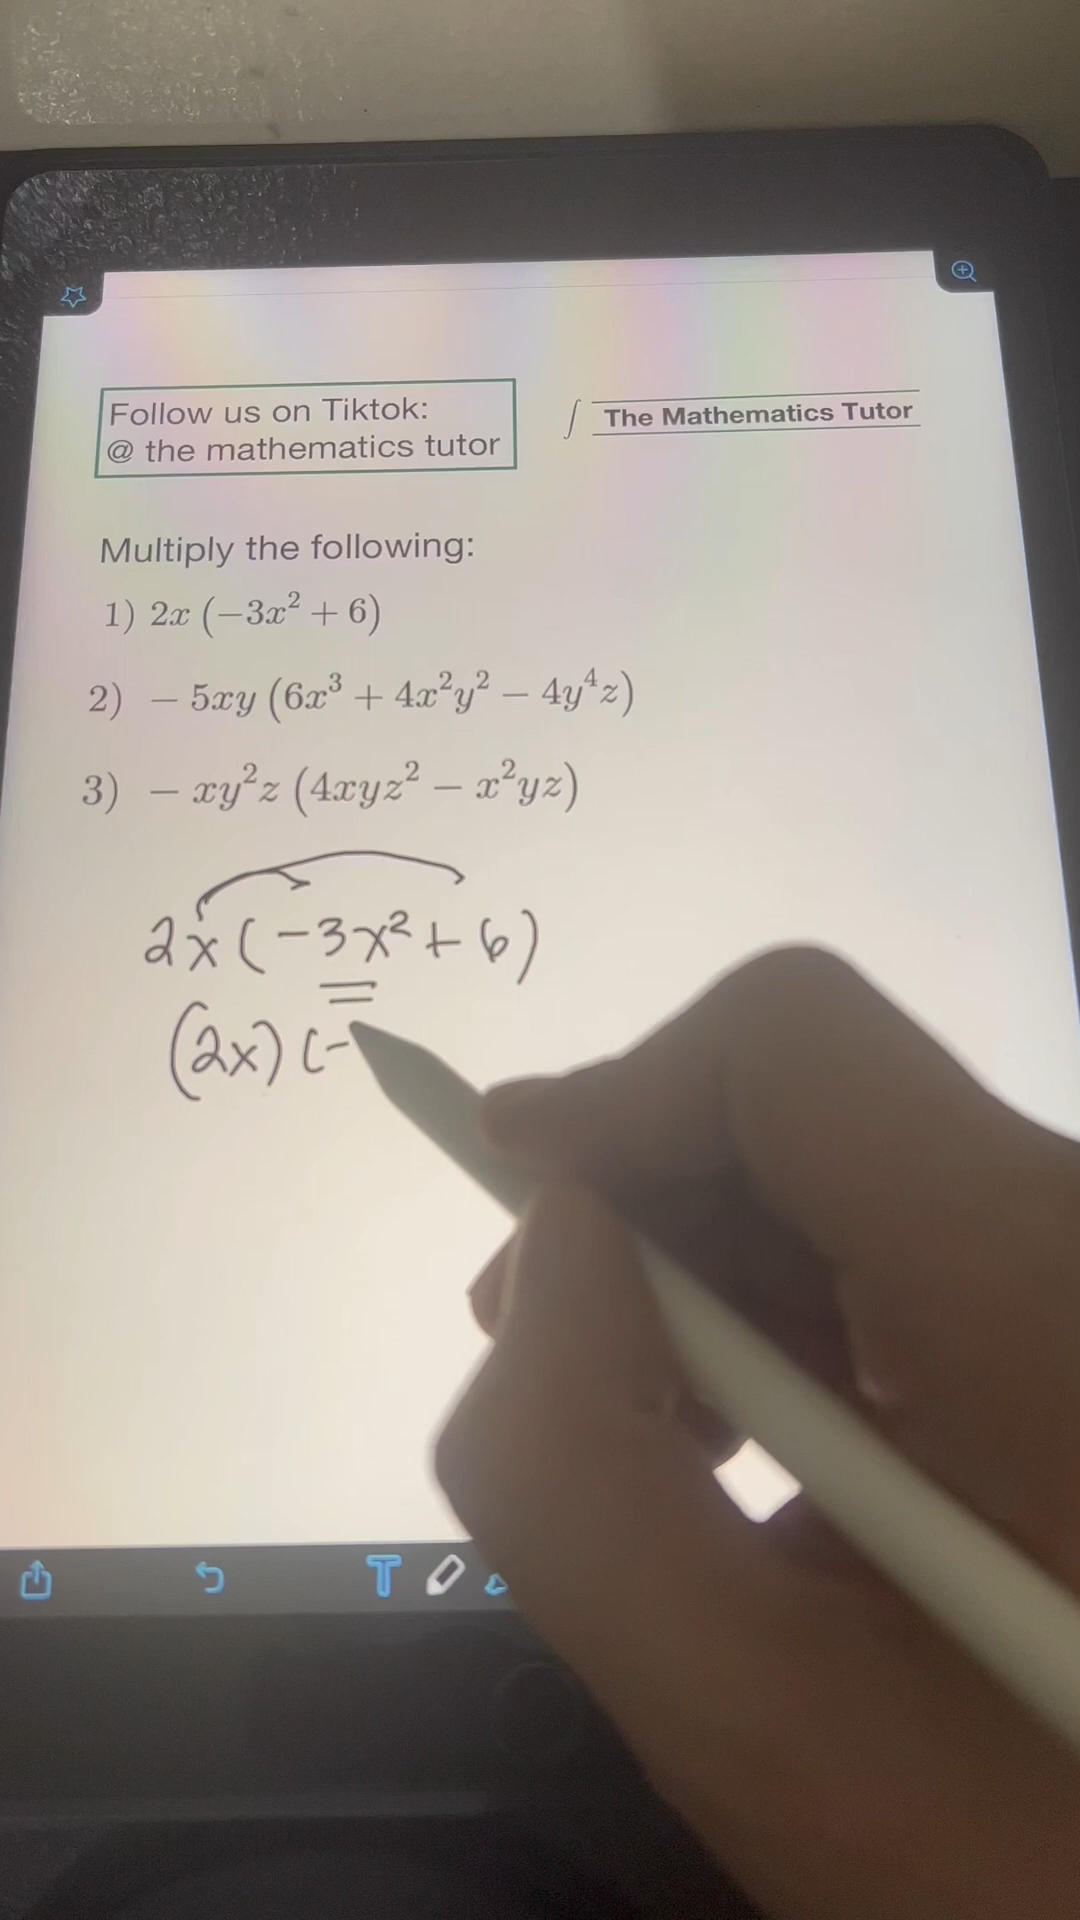 Follow us on Tiktok:
@ the mathematics tutor
∫ The Mathematics Tutor
Multiply the following:
1) 2x (−3x² + 6)
2) − 5xy (6x³ + 4x²y² − 4y⁴z)
3) − xy²z (4xyz² − x²yz)
2x(-3x²+6)
(2x)(-
T